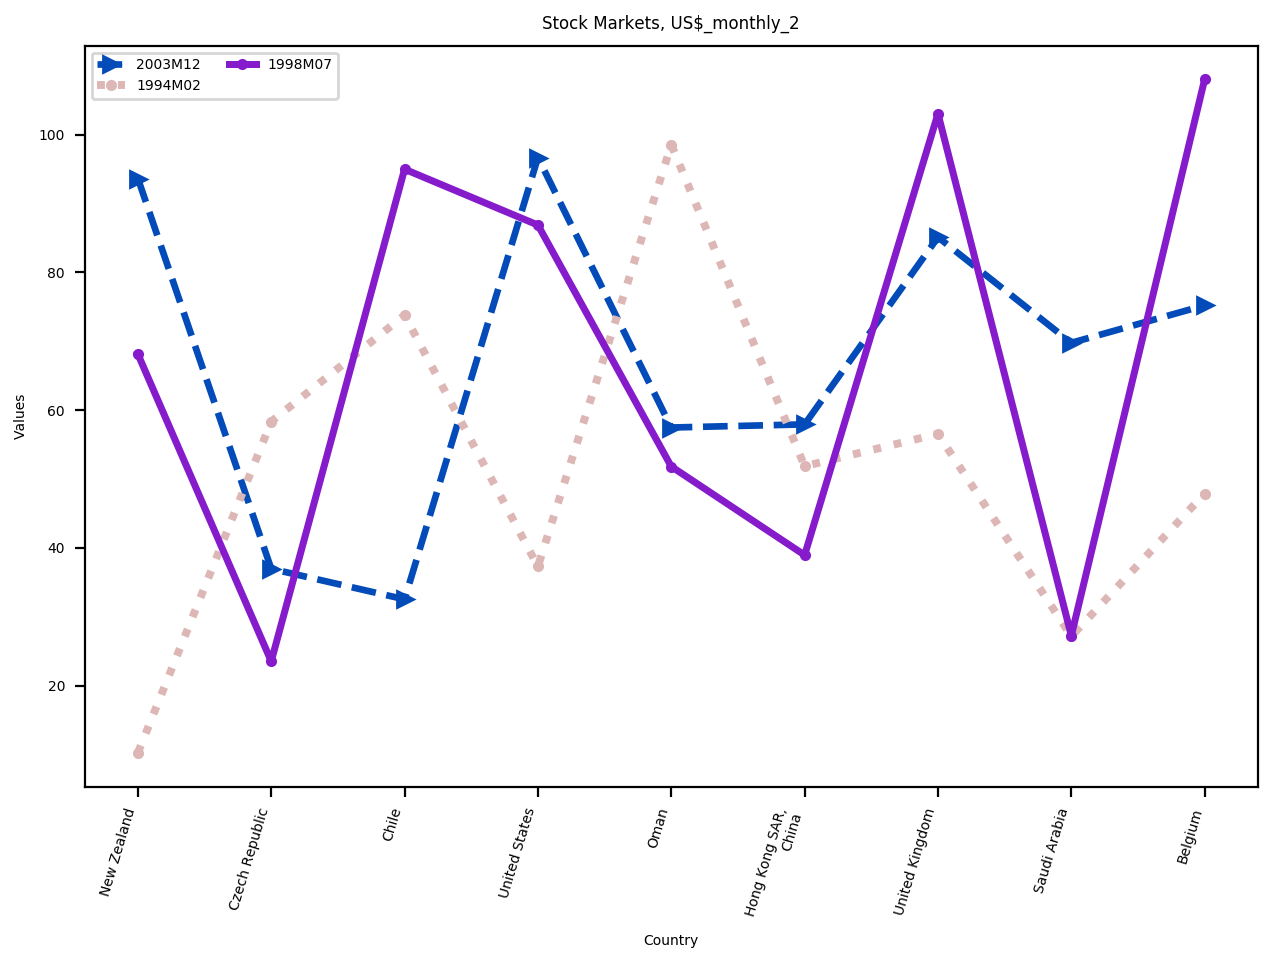 Stock Markets, US$_monthly_2
2003M12
1994M02
1998M07
100
80
60
40
20
Values
New Zealand
Czech Republic
Chile
United States
Oman
Hong Kong SAR,
China
United Kingdom
Saudi Arabia
Belgium
Country